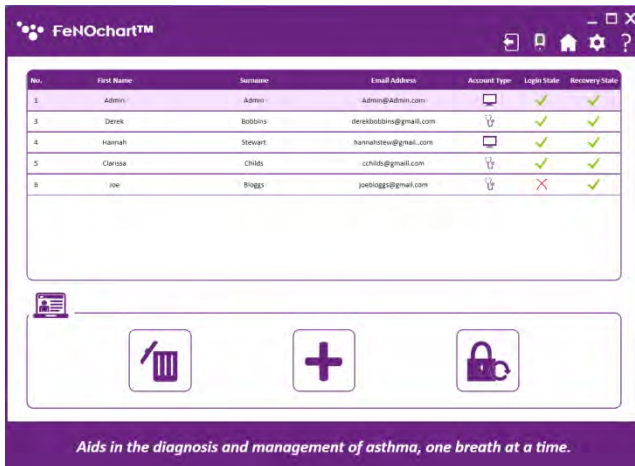 FeNOchart™
No. First Name Surname Email Address Account Type Login State Recovery State
1 Admin Admin Admin@Admin.com
3 Derek Bobbins derekbobbins@gmaill.com
4 Hannah Stewart hannahstew@gmail..com
5 Clarissa Childs cchilds@gmaill.com
6 Joe Bloggs joebloggs@gmail.com
Aids in the diagnosis and management of asthma, one breath at a time.